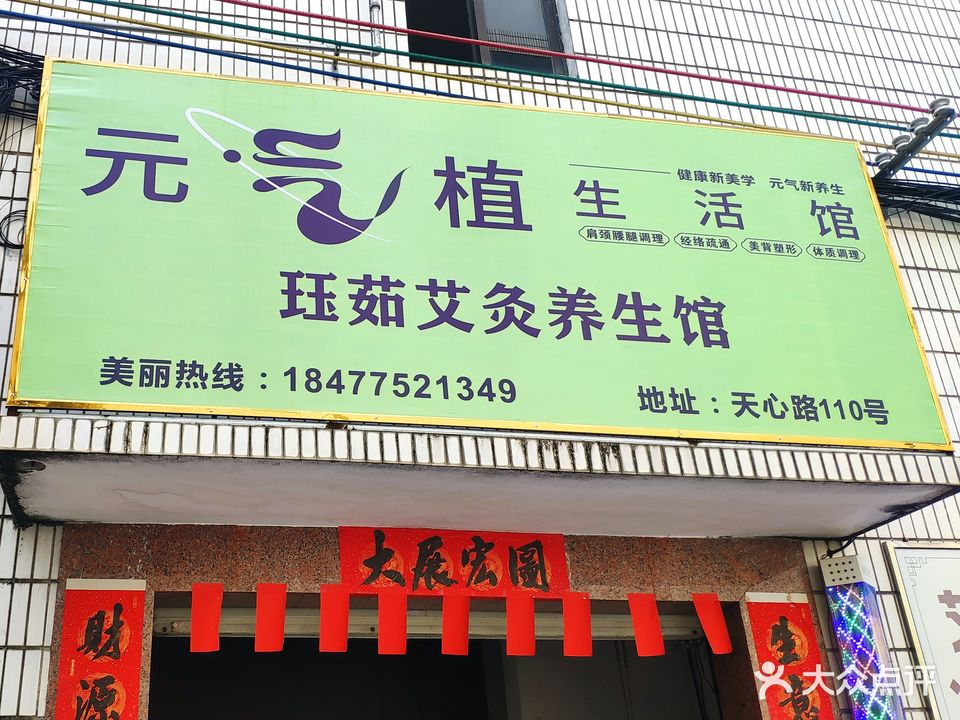 健康新美学 元气新养生
元气植生活馆
肩颈腰腿调理 经络疏通 美背塑形 体质调理
珏茹艾灸养生馆
美丽热线：18477521349
地址：天心路110号
大展宏圖
財源
生意
大众点评